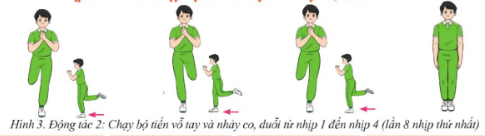 Hình 3. Động tác 2: Chạy bộ tiến vỗ tay và nhảy co, duỗi từ nhịp 1 đến nhịp 4 (lần 8 nhịp thứ nhất)